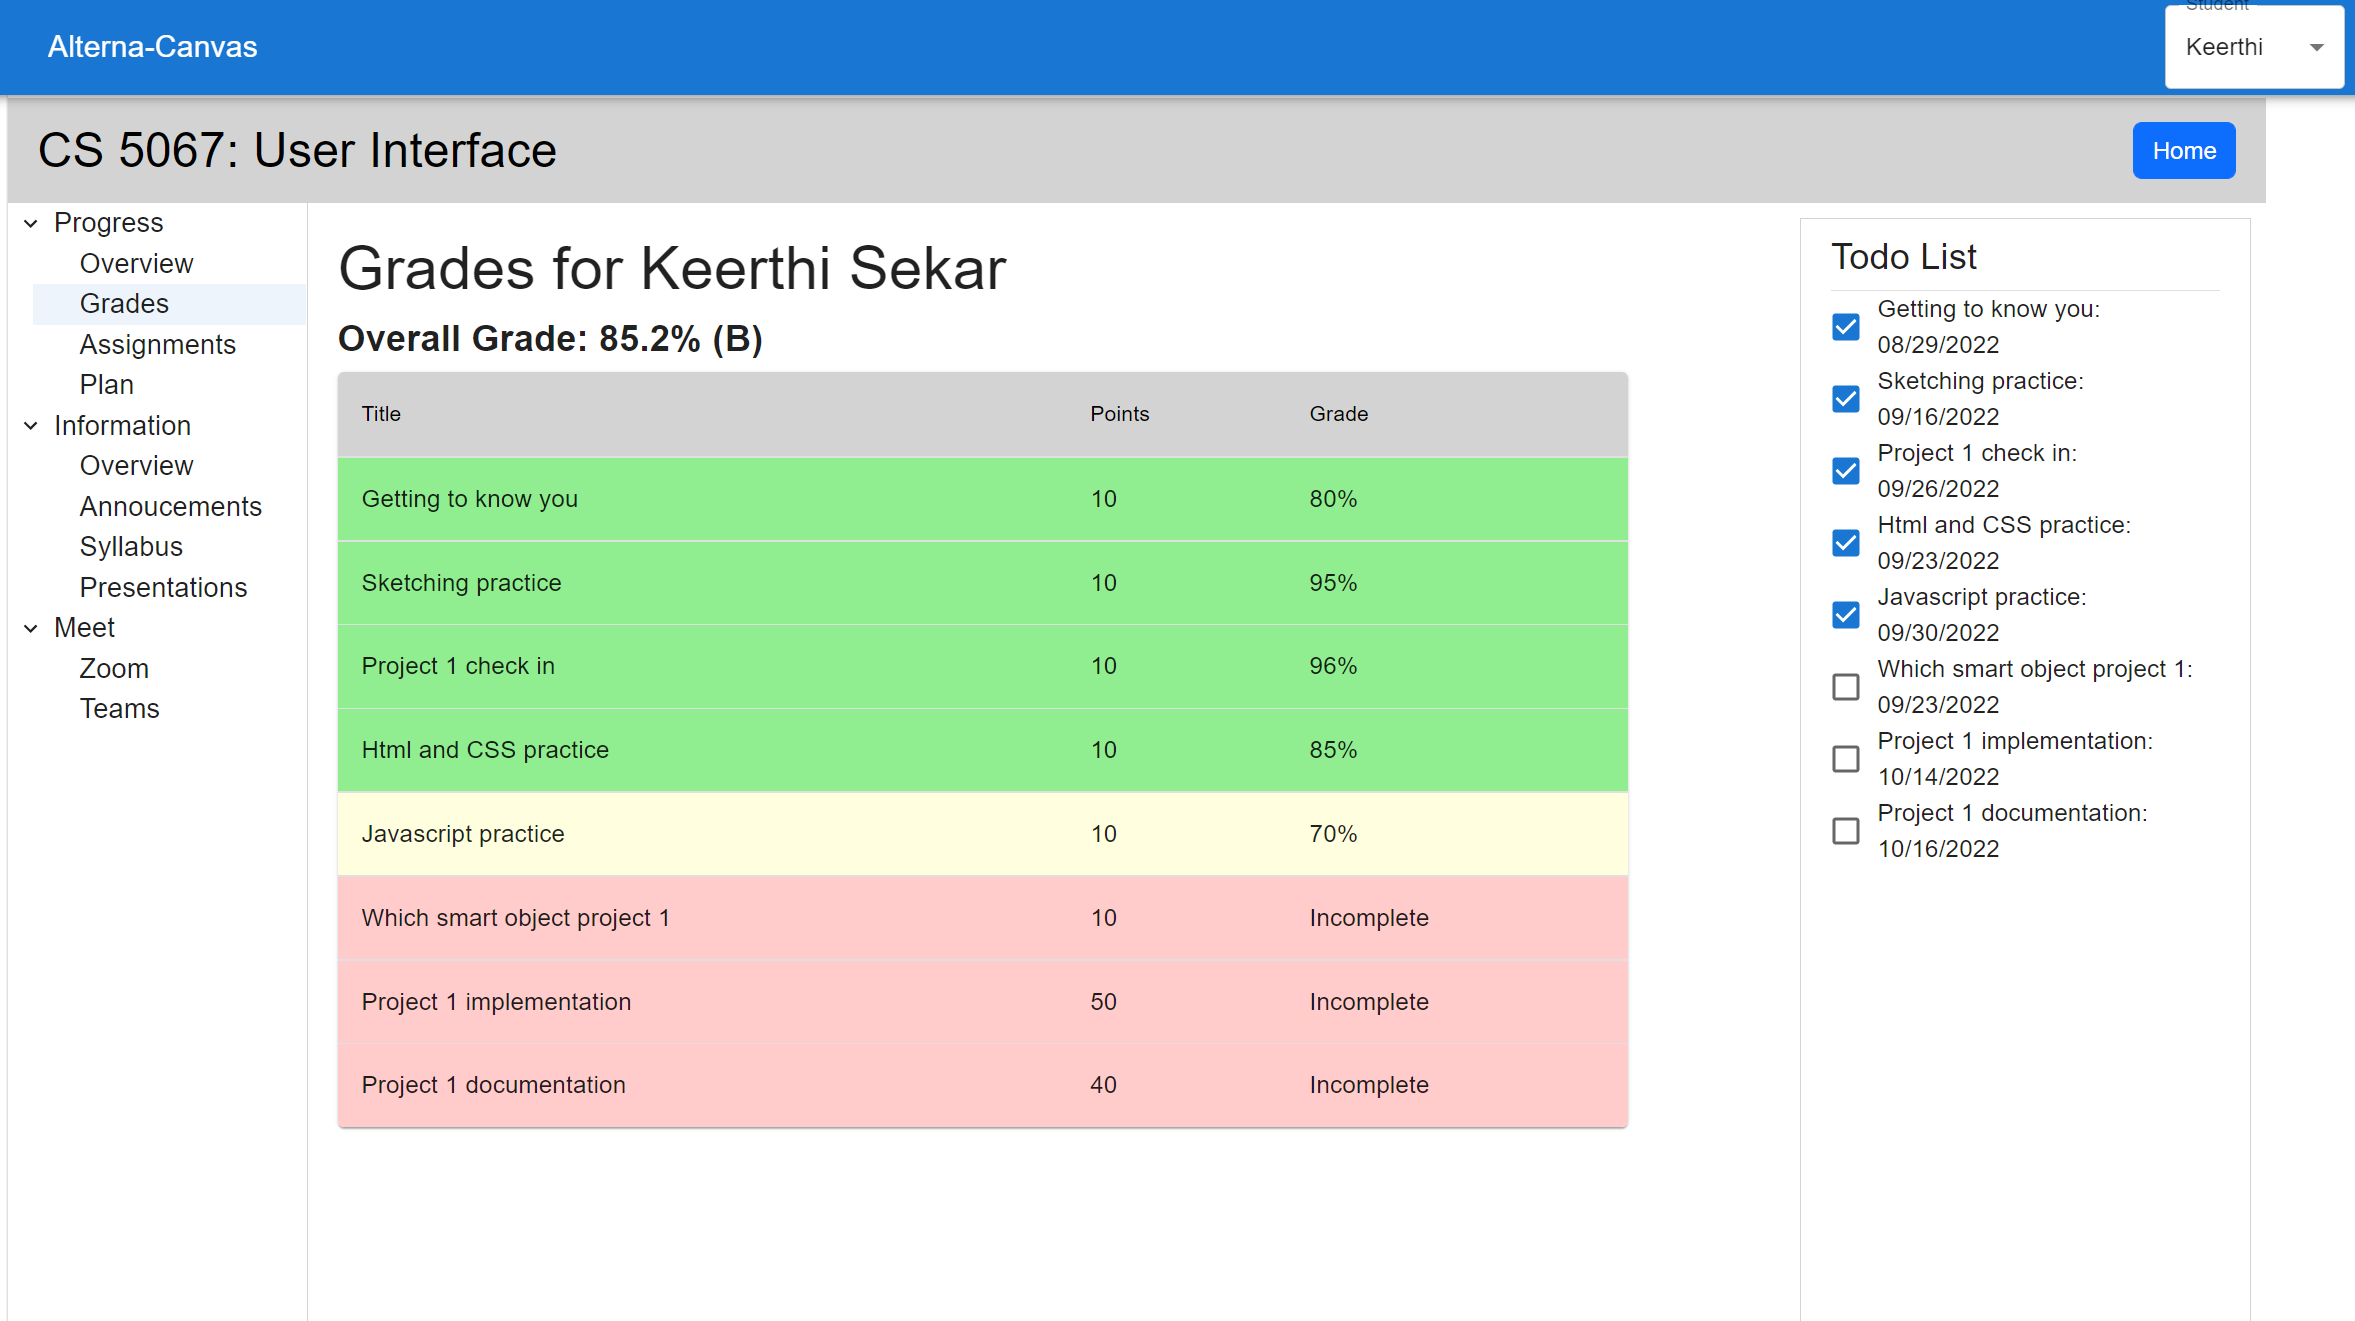 Alterna-Canvas
Student
Keerthi
CS 5067: User Interface
Home
Progress
Overview
Grades
Assignments
Plan
Information
Overview
Annoucements
Syllabus
Presentations
Meet
Zoom
Teams
Grades for Keerthi Sekar
Overall Grade: 85.2% (B)
Title Points Grade
Getting to know you 10 80%
Sketching practice 10 95%
Project 1 check in 10 96%
Html and CSS practice 10 85%
Javascript practice 10 70%
Which smart object project 1 10 Incomplete
Project 1 implementation 50 Incomplete
Project 1 documentation 40 Incomplete
Todo List
Getting to know you:
08/29/2022
Sketching practice:
09/16/2022
Project 1 check in:
09/26/2022
Html and CSS practice:
09/23/2022
Javascript practice:
09/30/2022
Which smart object project 1:
09/23/2022
Project 1 implementation:
10/14/2022
Project 1 documentation:
10/16/2022